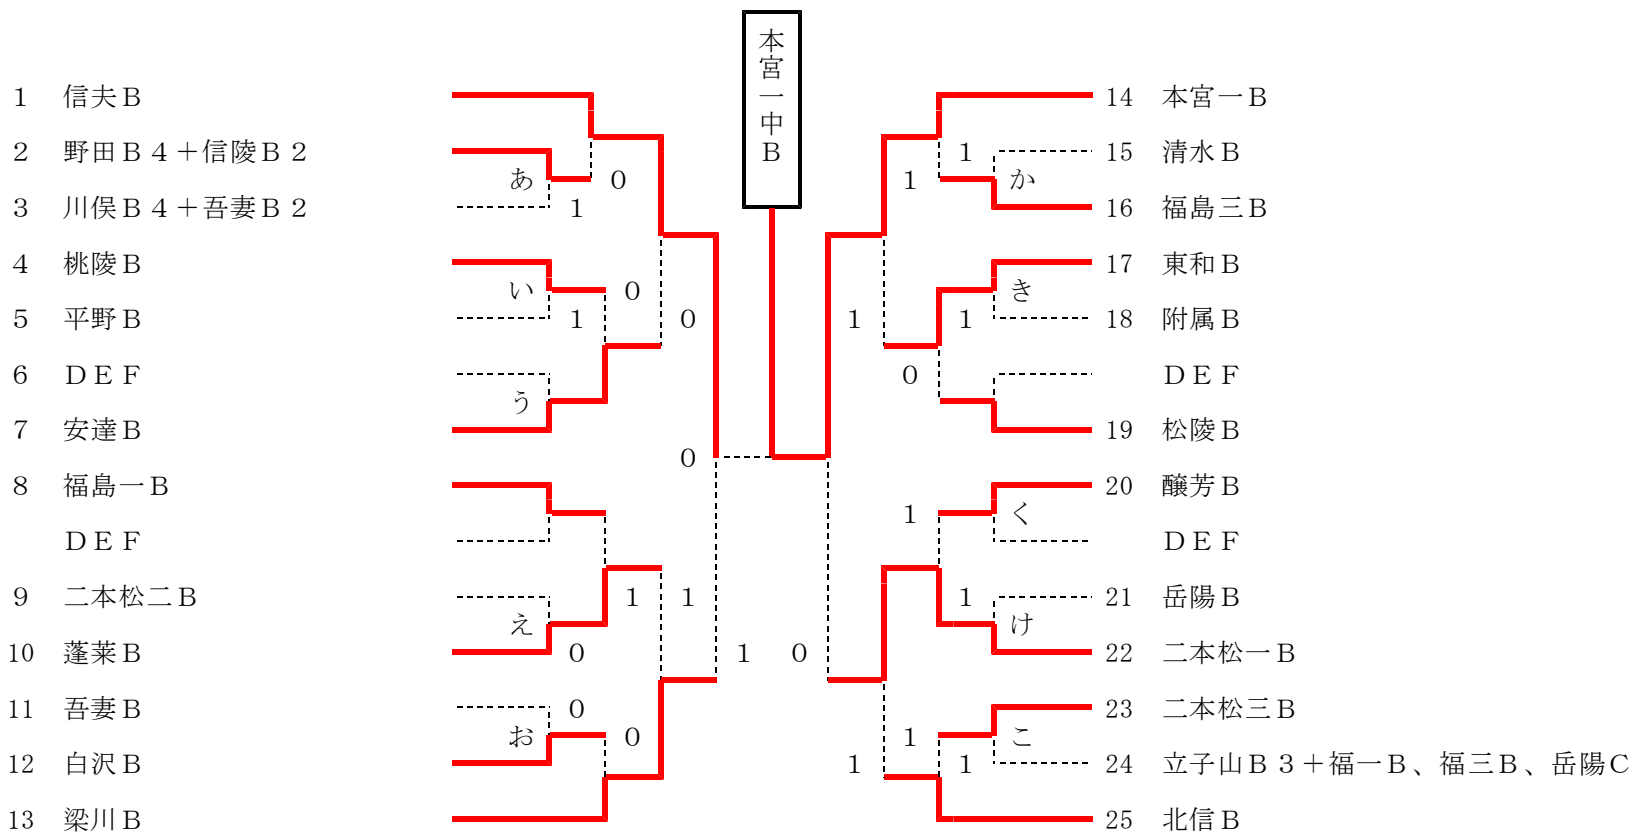 本宮一中Ｂ
1 信夫Ｂ
2 野田Ｂ４＋信陵Ｂ２
あ 0
3 川俣Ｂ４＋吾妻Ｂ２
1
4 桃陵Ｂ
い 0
5 平野Ｂ
1 0
6 ＤＥＦ
う
7 安達Ｂ
0
8 福島一Ｂ
ＤＥＦ
9 二本松二Ｂ
え 1 1
10 蓬莱Ｂ
0 1
11 吾妻Ｂ
0
お 0
12 白沢Ｂ
13 梁川Ｂ
14 本宮一Ｂ
1 15 清水Ｂ
1 か
16 福島三Ｂ
17 東和Ｂ
き
1 1 18 附属Ｂ
0 ＤＥＦ
19 松陵Ｂ
20 醸芳Ｂ
1 く
ＤＥＦ
1 21 岳陽Ｂ
け
0 22 二本松一Ｂ
23 二本松三Ｂ
1 こ
1 1 24 立子山Ｂ３＋福一Ｂ、福三Ｂ、岳陽Ｃ
25 北信Ｂ